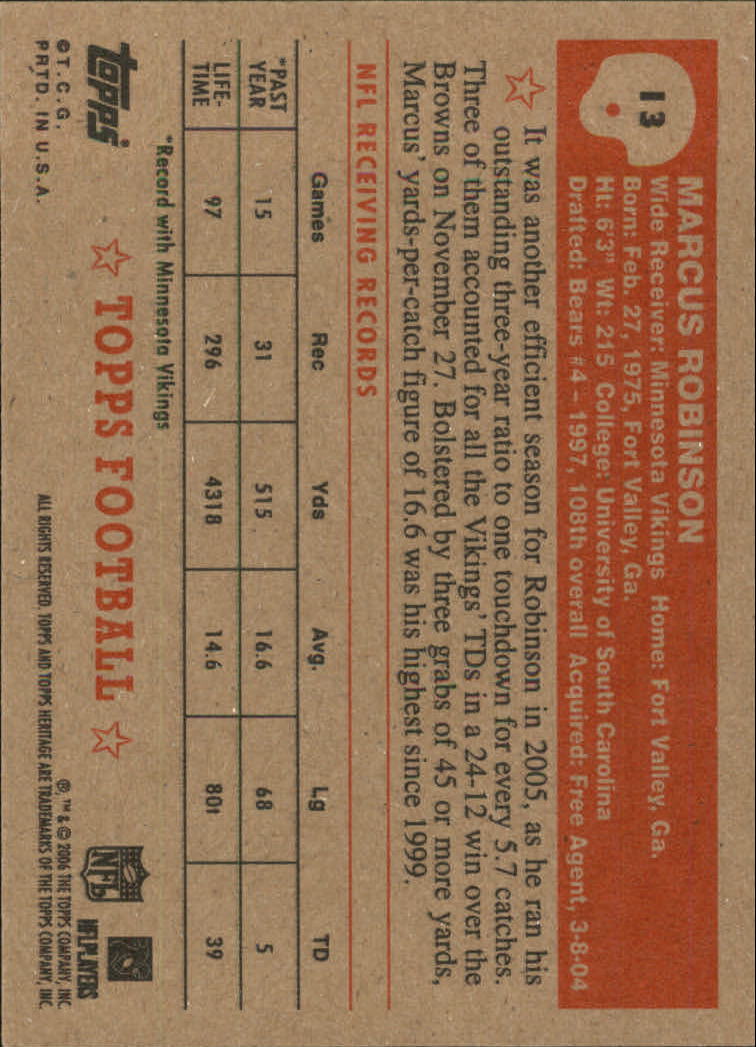 13
MARCUS ROBINSON
Wide Receiver: Minnesota Vikings Home: Fort Valley, Ga.
Born: Feb. 27, 1975, Fort Valley, Ga.
Ht: 6'3" Wt: 215 College: University of South Carolina
Drafted: Bears #4 – 1997, 108th overall Acquired: Free Agent, 3-8-04
It was another efficient season for Robinson in 2005, as he ran his
outstanding three-year ratio to one touchdown for every 5.7 catches.
Three of them accounted for all the Vikings' TDs in a 24-12 win over the
Browns on November 27. Bolstered by three grabs of 45 or more yards,
Marcus' yards-per-catch figure of 16.6 was his highest since 1999.
NFL RECEIVING RECORDS
Games Rec Yds Avg. Lg TD
*PAST YEAR 15 31 515 16.6 68 5
LIFE-TIME 97 296 4318 14.6 80t 39
*Record with Minnesota Vikings
topps
©T.C.G.
PRTD. IN U.S.A.
TOPPS FOOTBALL
NFL
NFLPLAYERS
®,™ & © 2006 THE TOPPS COMPANY, INC.
ALL RIGHTS RESERVED. TOPPS AND TOPPS HERITAGE ARE TRADEMARKS OF THE TOPPS COMPANY, INC.